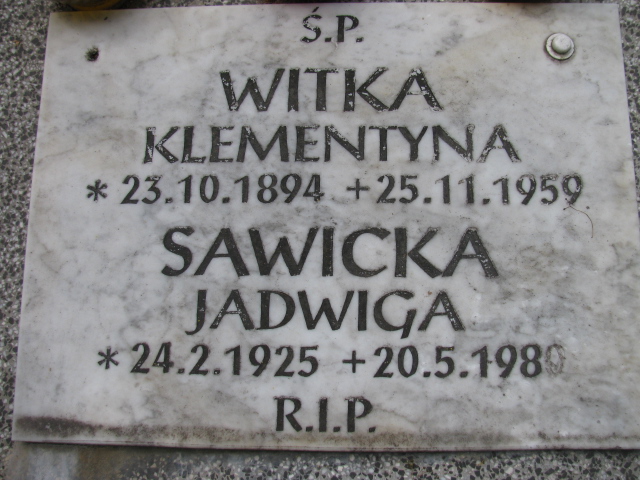 Ś.P.
WITKA
KLEMENTYNA
* 23.10.1894 +25.11.1959
SAWICKA
JADWIGA
* 24.2.1925 +20.5.1980
R.I.P.